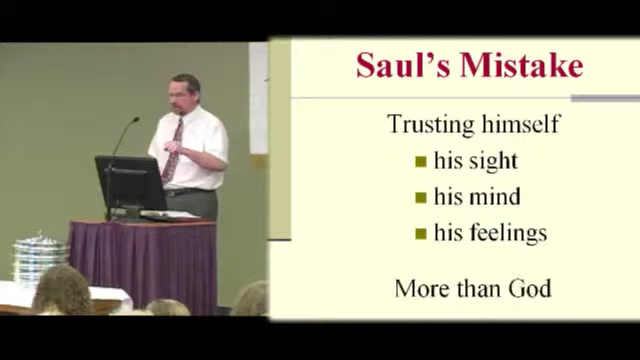 Saul's Mistake
Trusting himself
his sight
his mind
his feelings
More than God